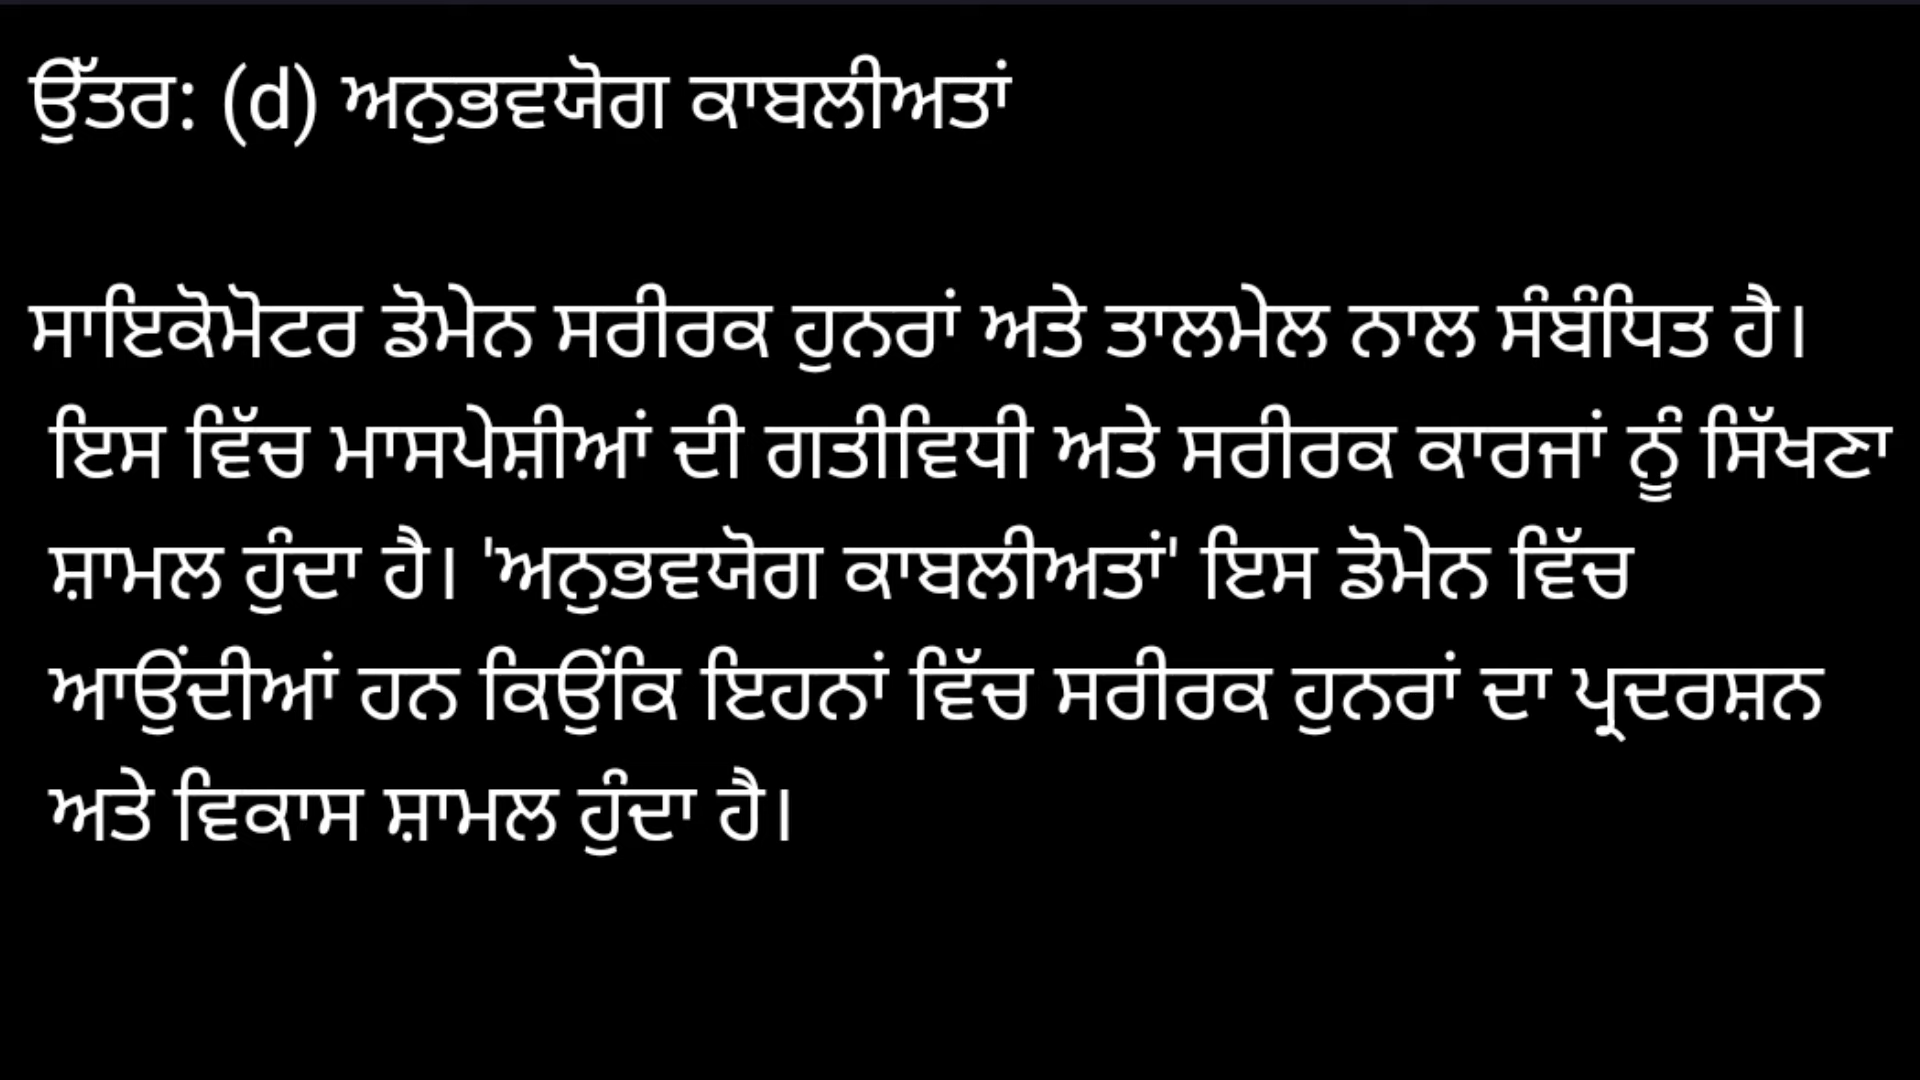 ਉੱਤਰ: (d) ਅਨੁਭਵਯੋਗ ਕਾਬਲੀਅਤਾਂ
ਸਾਇਕੋਮੋਟਰ ਡੋਮੇਨ ਸਰੀਰਕ ਹੁਨਰਾਂ ਅਤੇ ਤਾਲਮੇਲ ਨਾਲ ਸੰਬੰਧਿਤ ਹੈ।
ਇਸ ਵਿੱਚ ਮਾਸਪੇਸ਼ੀਆਂ ਦੀ ਗਤੀਵਿਧੀ ਅਤੇ ਸਰੀਰਕ ਕਾਰਜਾਂ ਨੂੰ ਸਿੱਖਣਾ
ਸ਼ਾਮਲ ਹੁੰਦਾ ਹੈ। 'ਅਨੁਭਵਯੋਗ ਕਾਬਲੀਅਤਾਂ' ਇਸ ਡੋਮੇਨ ਵਿੱਚ
ਆਉਂਦੀਆਂ ਹਨ ਕਿਉਂਕਿ ਇਹਨਾਂ ਵਿੱਚ ਸਰੀਰਕ ਹੁਨਰਾਂ ਦਾ ਪ੍ਰਦਰਸ਼ਨ
ਅਤੇ ਵਿਕਾਸ ਸ਼ਾਮਲ ਹੁੰਦਾ ਹੈ।